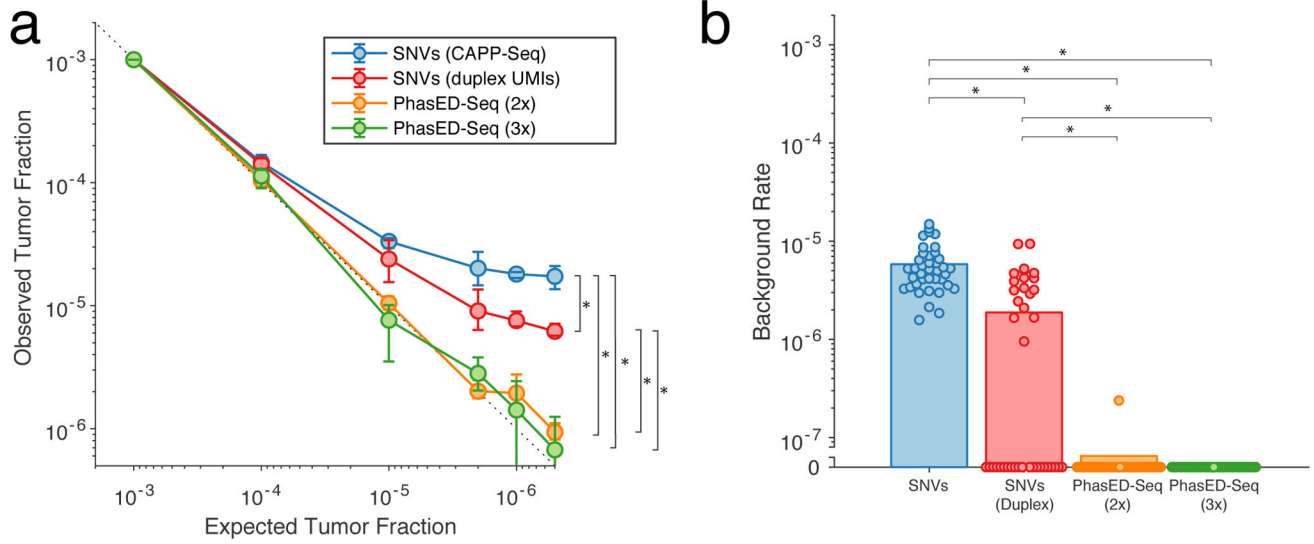 a
Observed Tumor Fraction
10-3
10-4
10-5
10-6
SNVs (CAPP-Seq)
SNVs (duplex UMIs)
PhasED-Seq (2x)
PhasED-Seq (3x)
*
*
*
*
*
10-3
10-4
10-5
10-6
Expected Tumor Fraction
b
Background Rate
10-3
10-4
10-5
10-6
10-7
0
*
*
*
*
*
SNVs
SNVs
(Duplex)
PhasED-Seq
(2x)
PhasED-Seq
(3x)